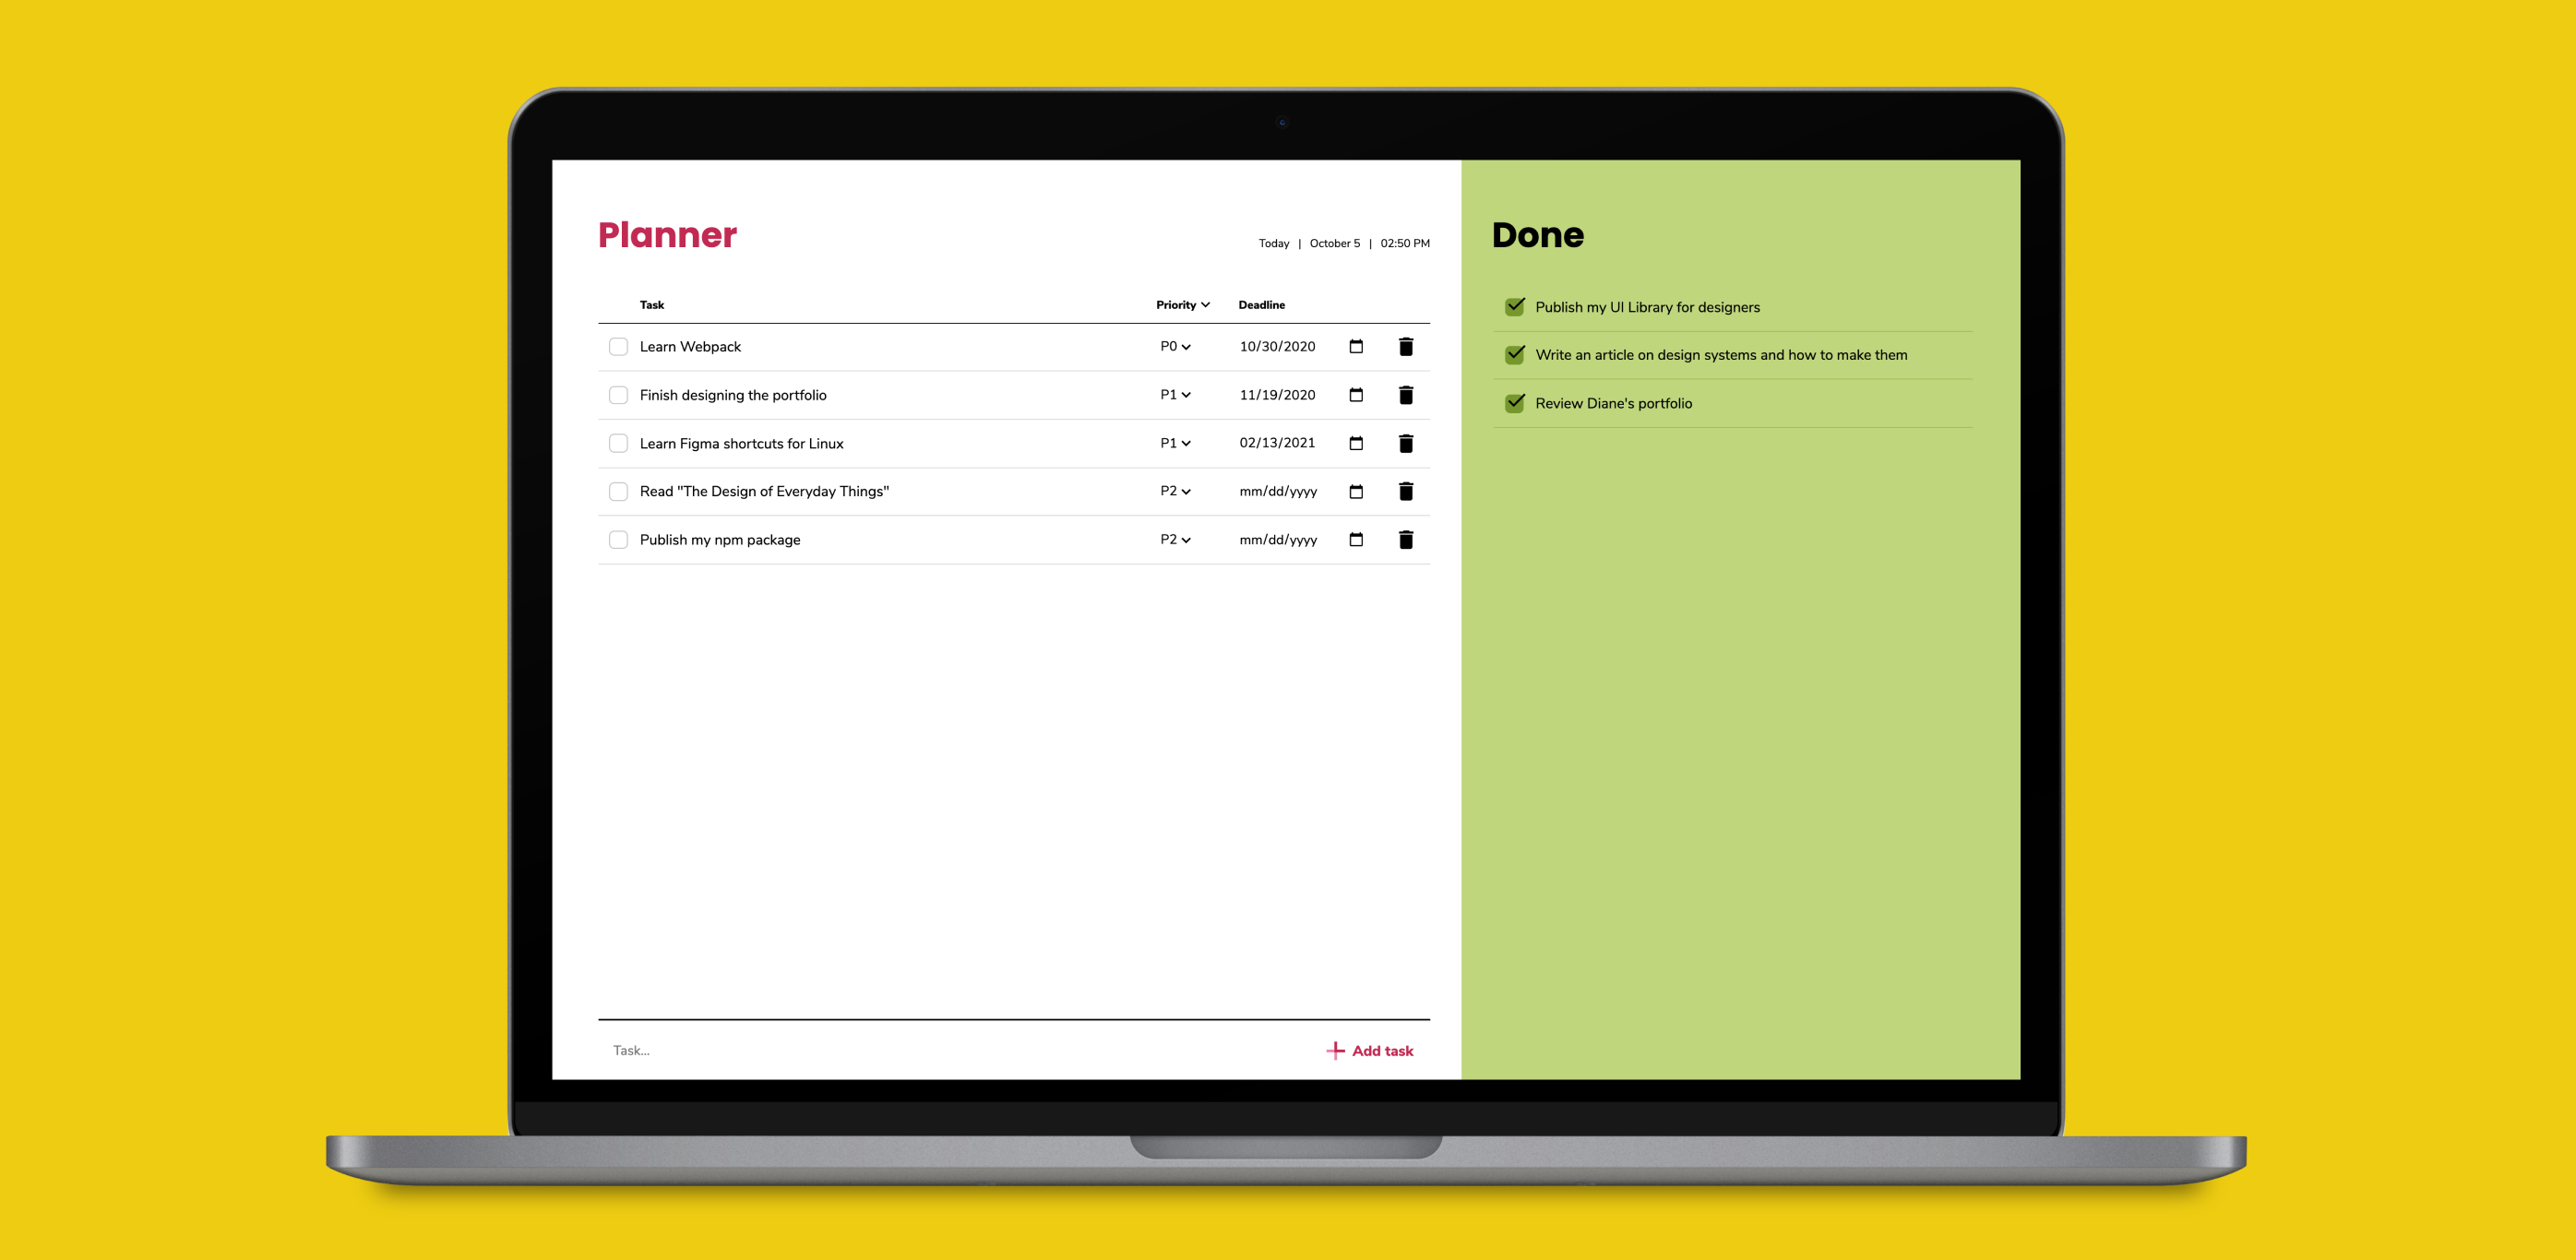 Planner
Today | October 5 | 02:50 PM
Task Priority Deadline
Learn Webpack P0 10/30/2020
Finish designing the portfolio P1 11/19/2020
Learn Figma shortcuts for Linux P1 02/13/2021
Read "The Design of Everyday Things" P2 mm/dd/yyyy
Publish my npm package P2 mm/dd/yyyy
Task...
Add task
Done
Publish my UI Library for designers
Write an article on design systems and how to make them
Review Diane's portfolio